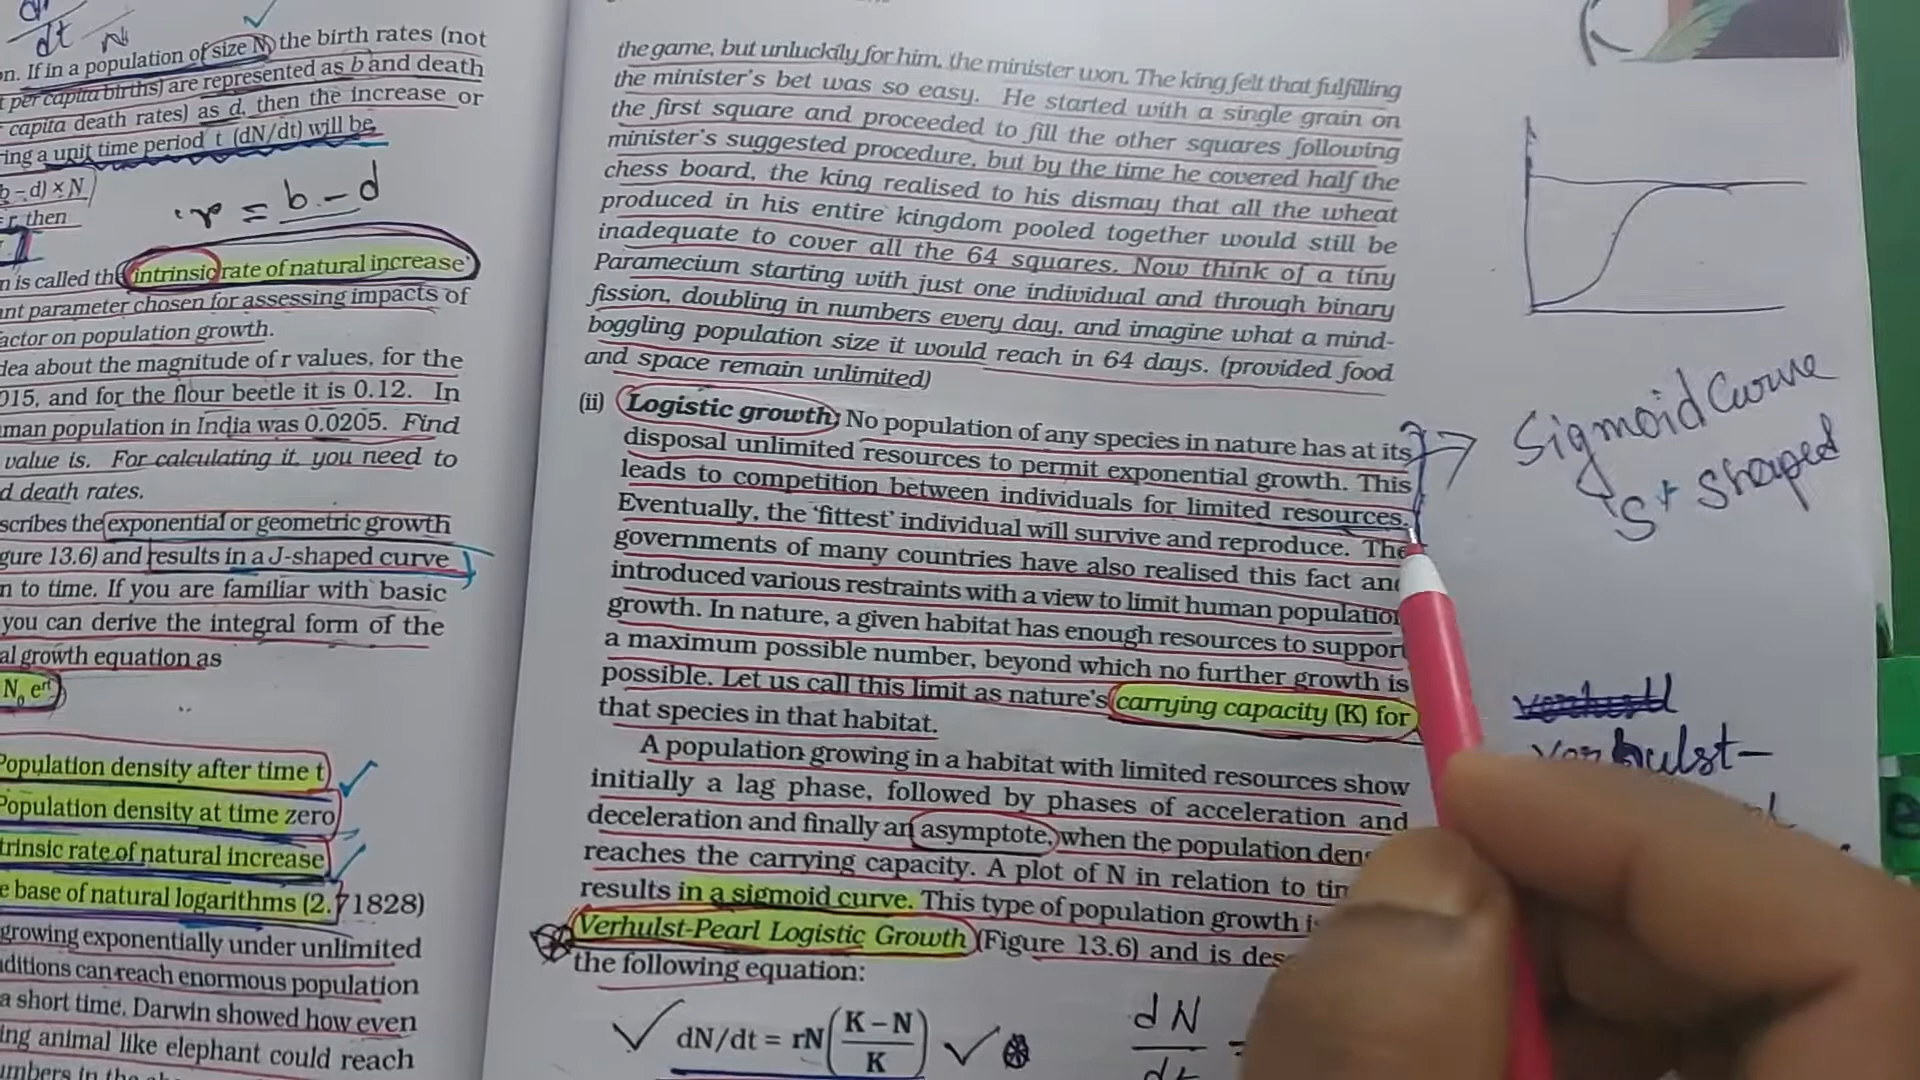 dt N
on. If in a population of size N, the birth rates (not
t per capita births) are represented as b and death
capita death rates) as d, then the increase or
ring a unit time period t (dN/dt) will be
b – d) × N
r = b - d
= r, then
n is called the 'intrinsic rate of natural increase'
nt parameter chosen for assessing impacts of
actor on population growth.
dea about the magnitude of r values, for the
015, and for the flour beetle it is 0.12. In
man population in India was 0.0205. Find
value is. For calculating it, you need to
d death rates.
scribes the exponential or geometric growth
gure 13.6) and results in a J-shaped curve
n to time. If you are familiar with basic
you can derive the integral form of the
al growth equation as
N₀ eʳᵗ
Population density after time t
Population density at time zero
trinsic rate of natural increase
e base of natural logarithms (2.71828)
growing exponentially under unlimited
ditions can reach enormous population
a short time. Darwin showed how even
ing animal like elephant could reach
umbers in the
the game, but unluckily for him, the minister won. The king felt that fulfilling
the minister's bet was so easy. He started with a single grain on
the first square and proceeded to fill the other squares following
minister's suggested procedure, but by the time he covered half the
chess board, the king realised to his dismay that all the wheat
produced in his entire kingdom pooled together would still be
inadequate to cover all the 64 squares. Now think of a tiny
Paramecium starting with just one individual and through binary
fission, doubling in numbers every day, and imagine what a mind-
boggling population size it would reach in 64 days. (provided food
and space remain unlimited)
(ii) Logistic growth: No population of any species in nature has at its
disposal unlimited resources to permit exponential growth. This
leads to competition between individuals for limited resources.
Eventually, the 'fittest' individual will survive and reproduce. The
governments of many countries have also realised this fact and
introduced various restraints with a view to limit human population
growth. In nature, a given habitat has enough resources to support
a maximum possible number, beyond which no further growth is
possible. Let us call this limit as nature's carrying capacity (K) for
that species in that habitat.
A population growing in a habitat with limited resources show
initially a lag phase, followed by phases of acceleration and
deceleration and finally an asymptote, when the population den
reaches the carrying capacity. A plot of N in relation to tim
results in a sigmoid curve. This type of population growth is
Verhulst-Pearl Logistic Growth (Figure 13.6) and is des
the following equation:
dN/dt = rN (K – N / K)
dN
dt =
Sigmoid Curve
S shaped
Verhulst-